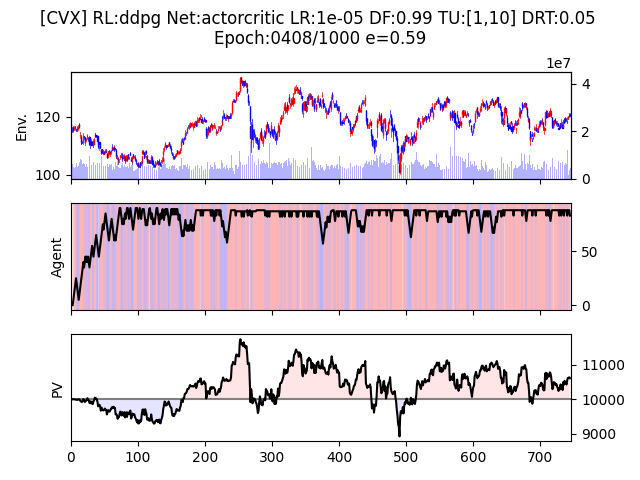 [CVX] RL:ddpg Net:actorcritic LR:1e-05 DF:0.99 TU:[1,10] DRT:0.05
Epoch:0408/1000 e=0.59
1e7
Env.
120
100
4
2
0
Agent
50
0
PV
11000
10000
9000
0 100 200 300 400 500 600 700